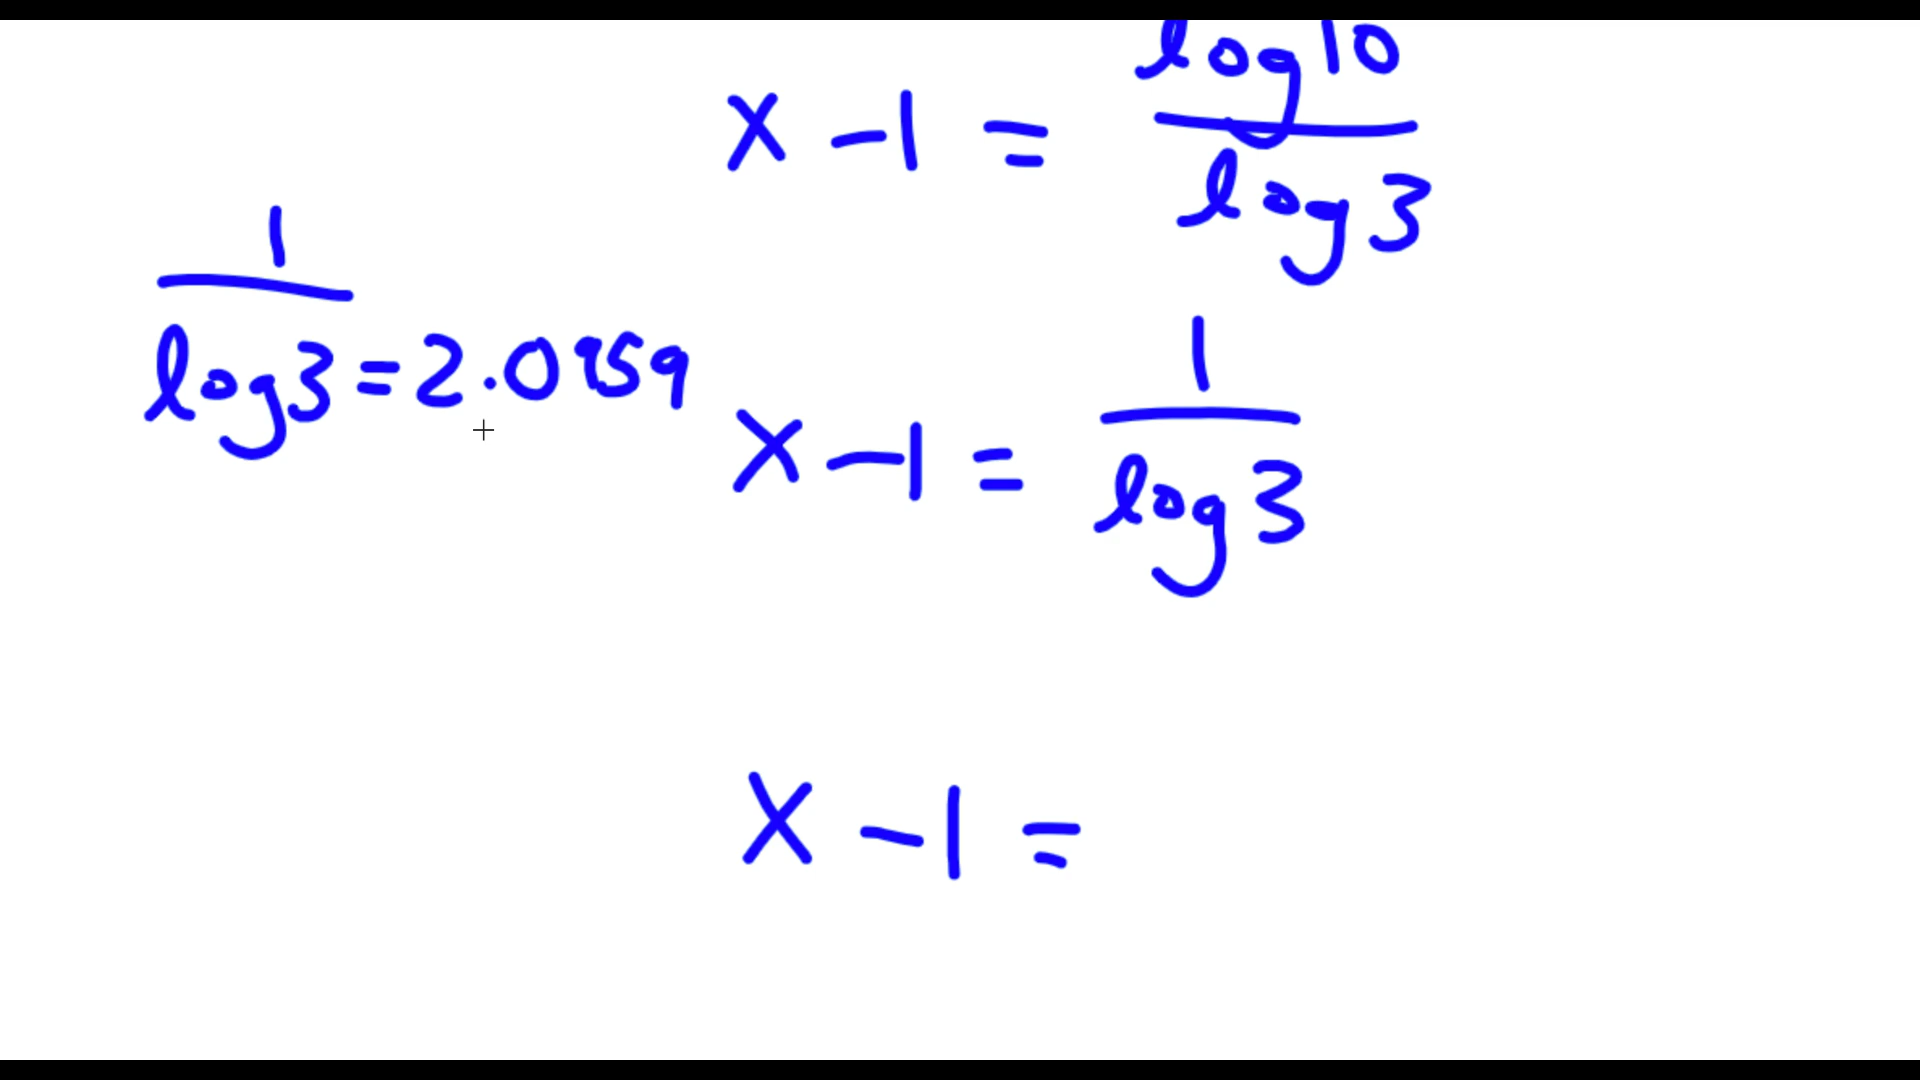 x - 1 = log10 / log3
1 / log3 = 2.0959
x - 1 = 1 / log3
x - 1 =